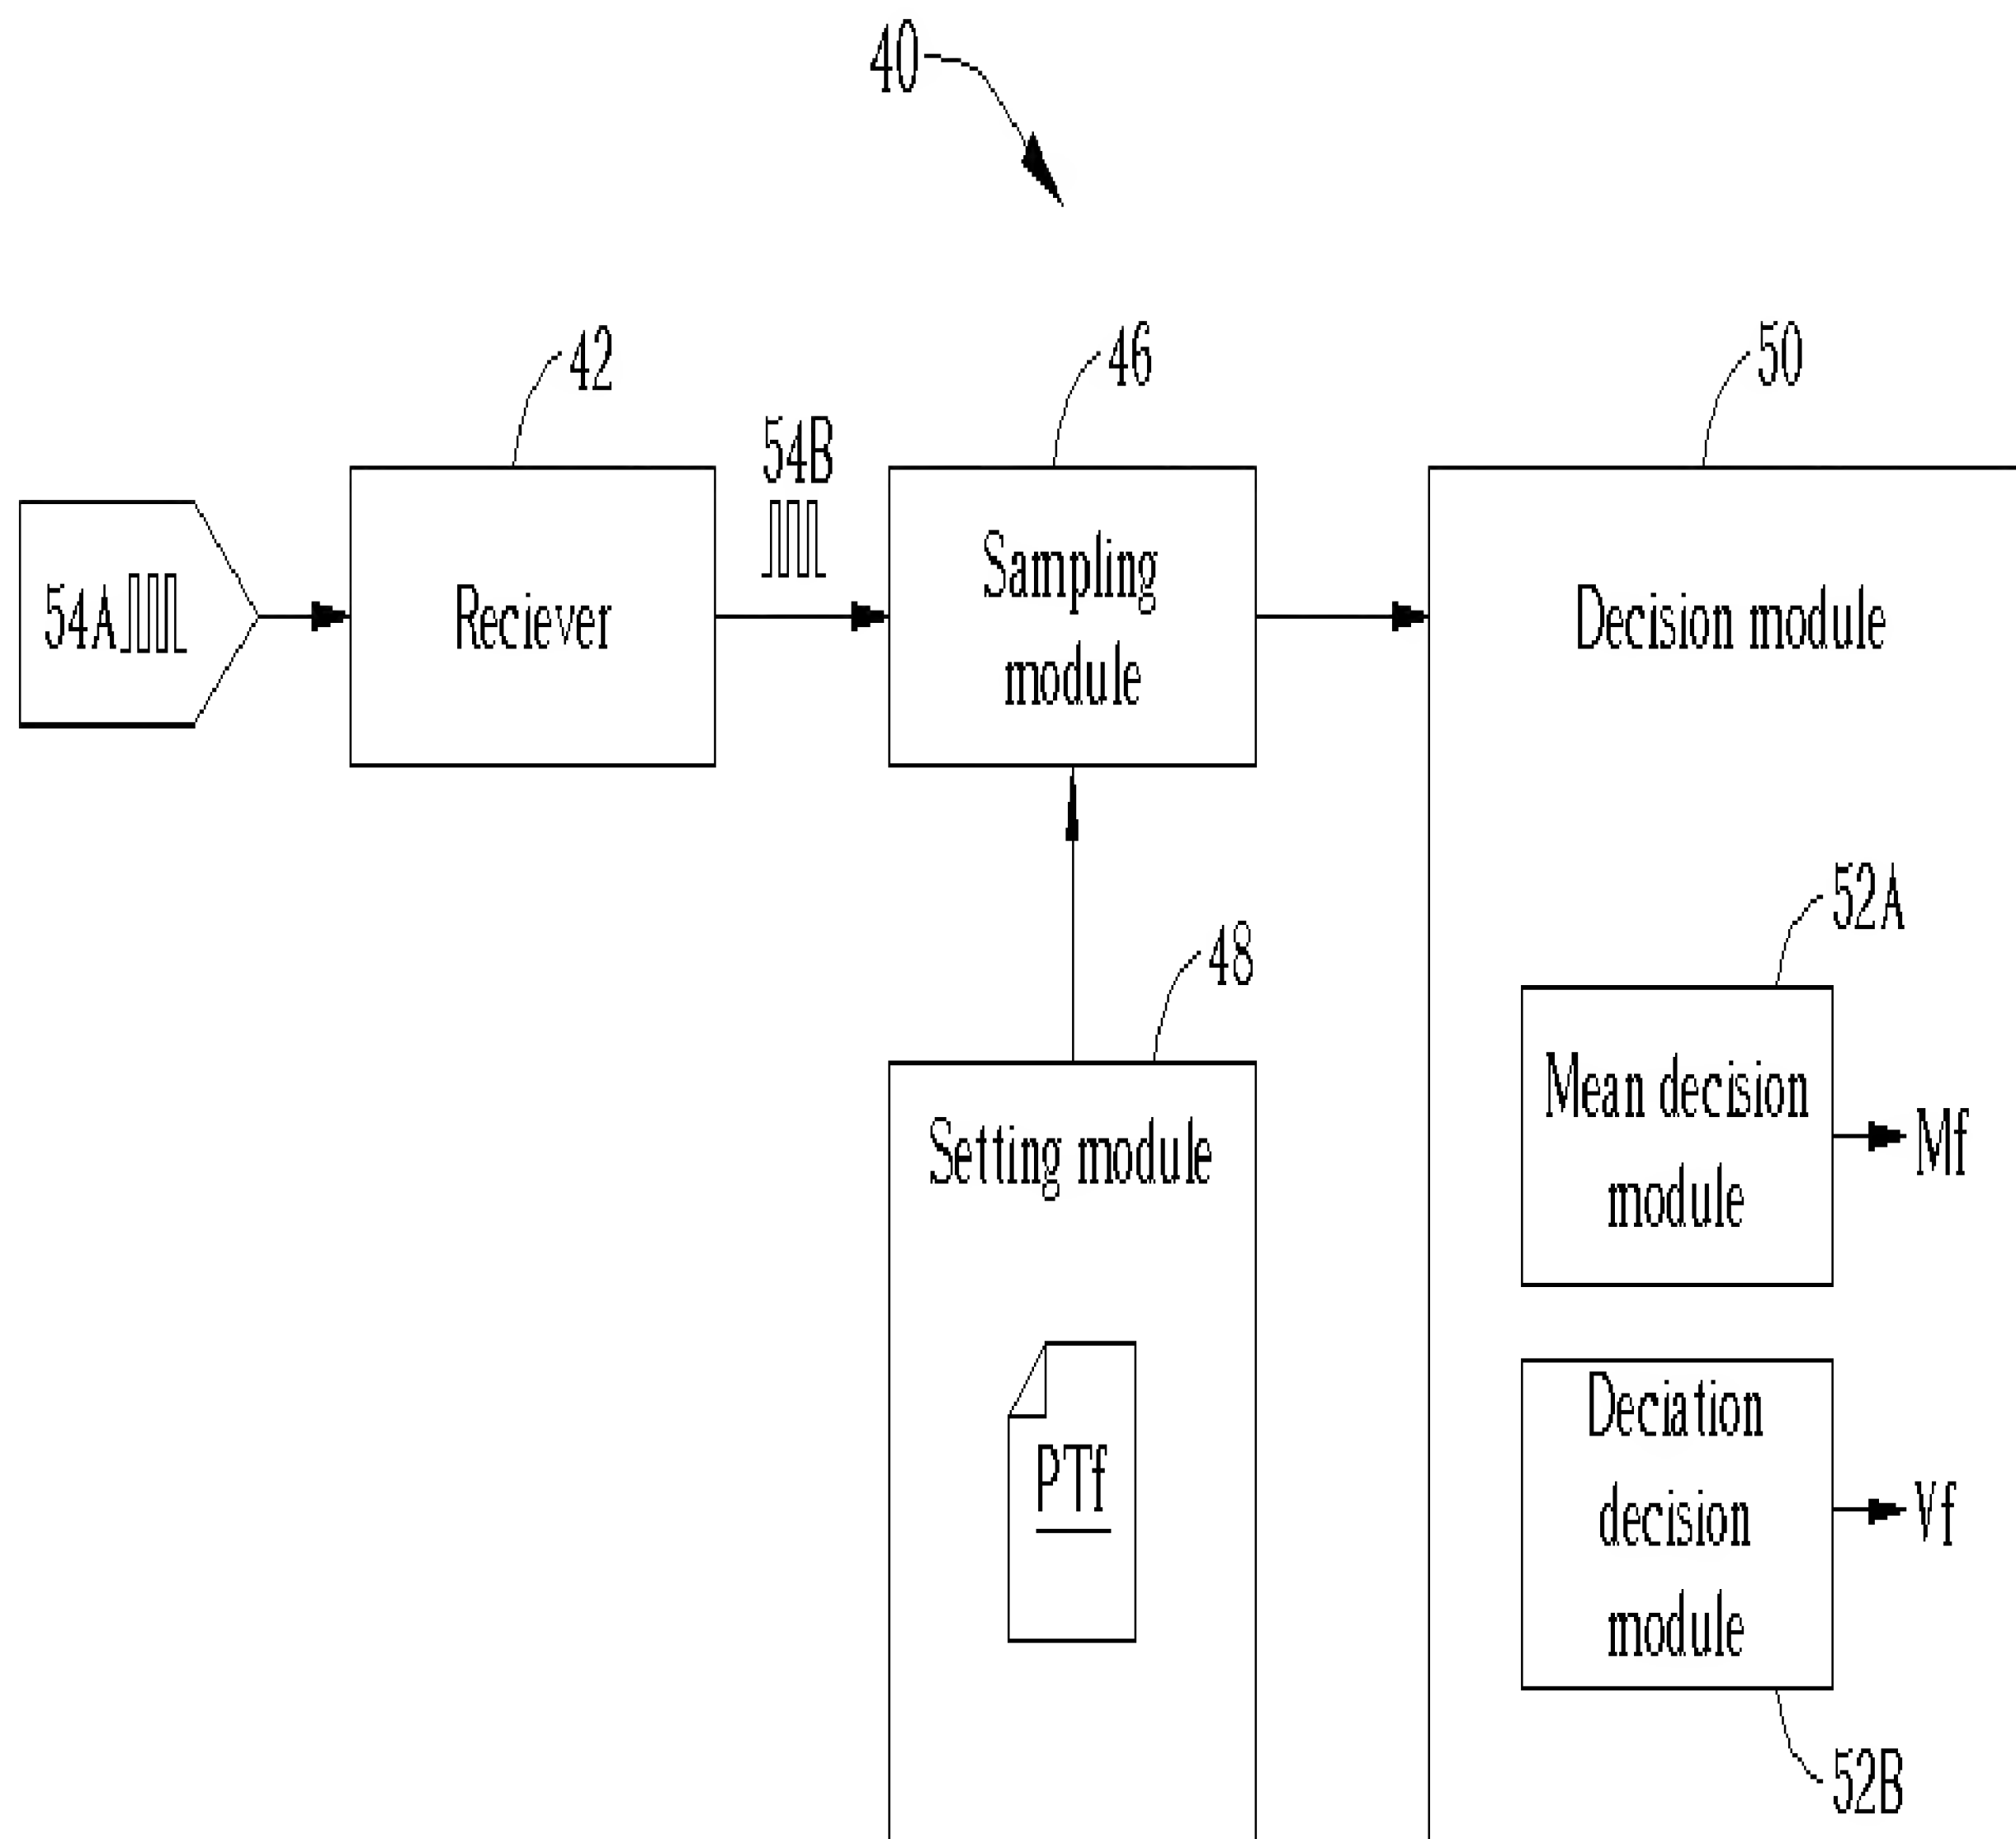 40
42
46
50
54B
54A
Reciever
Sampling
module
Decision module
52A
48
Mean decision
module
Mf
Setting module
PTf
Deciation
decision
module
Vf
52B